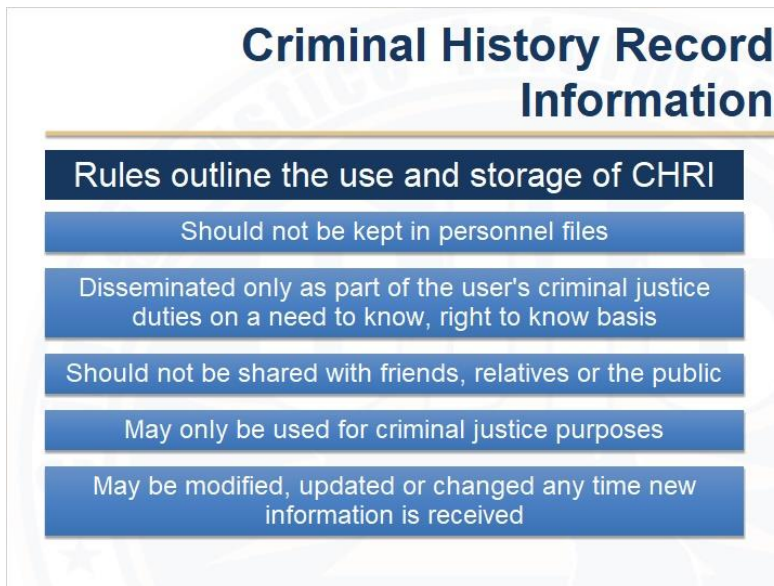 Criminal History Record
Information
Rules outline the use and storage of CHRI
Should not be kept in personnel files
Disseminated only as part of the user's criminal justice
duties on a need to know, right to know basis
Should not be shared with friends, relatives or the public
May only be used for criminal justice purposes
May be modified, updated or changed any time new
information is received